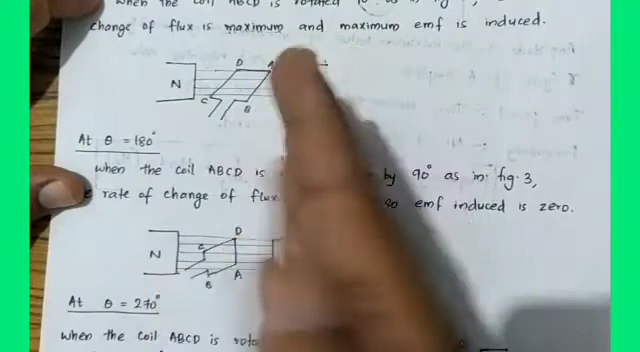 when the coil ABCD is rotated
change of flux is maximum and maximum emf is induced.
D A
N
C B
At θ = 180°
when the coil ABCD is by 90° as in fig. 3,
rate of change of flux so emf induced is zero.
D
C
N
A
B
At θ = 270°
when the coil ABCD is